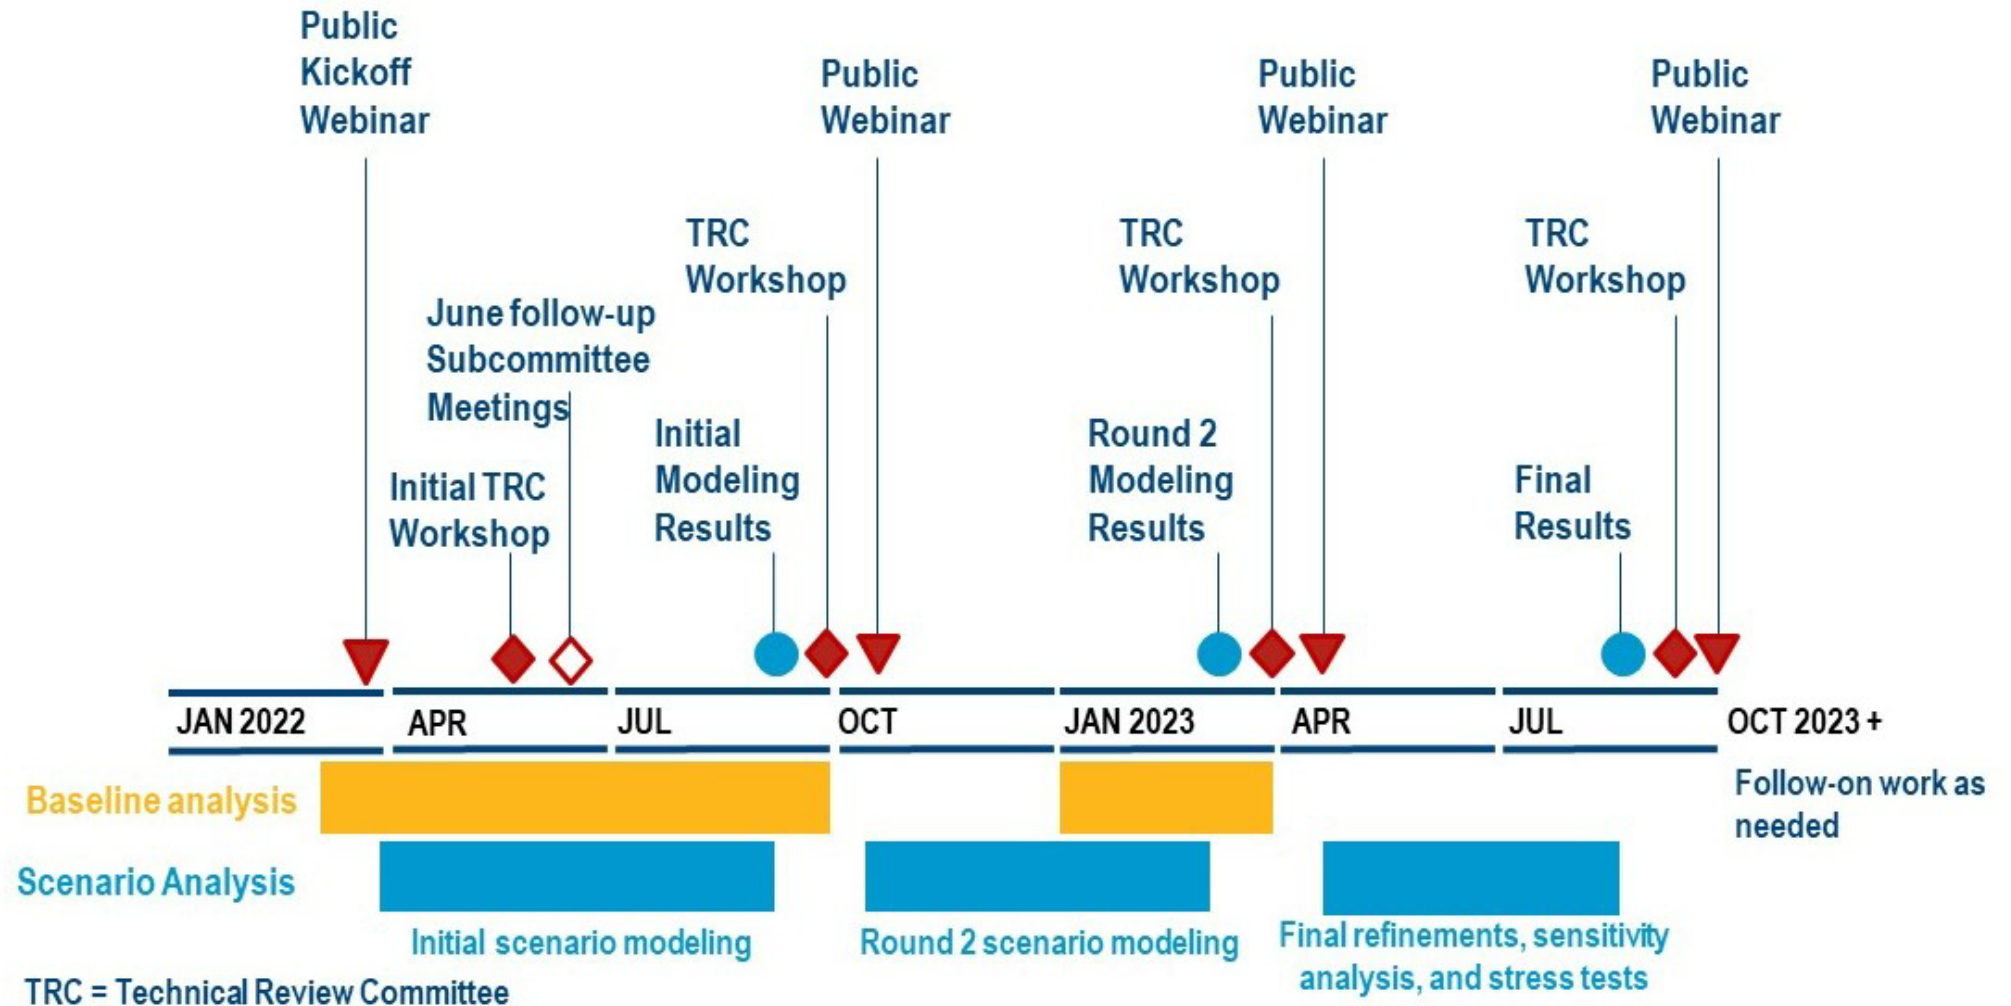 Public
Kickoff
Webinar
Public
Webinar
Public
Webinar
Public
Webinar
TRC
Workshop
TRC
Workshop
TRC
Workshop
June follow-up
Subcommittee
Meetings
Initial TRC
Workshop
Initial
Modeling
Results
Round 2
Modeling
Results
Final
Results
JAN 2022
APR
JUL
OCT
JAN 2023
APR
JUL
OCT 2023 +
Baseline analysis
Follow-on work as
needed
Scenario Analysis
Initial scenario modeling
Round 2 scenario modeling
Final refinements, sensitivity
analysis, and stress tests
TRC = Technical Review Committee